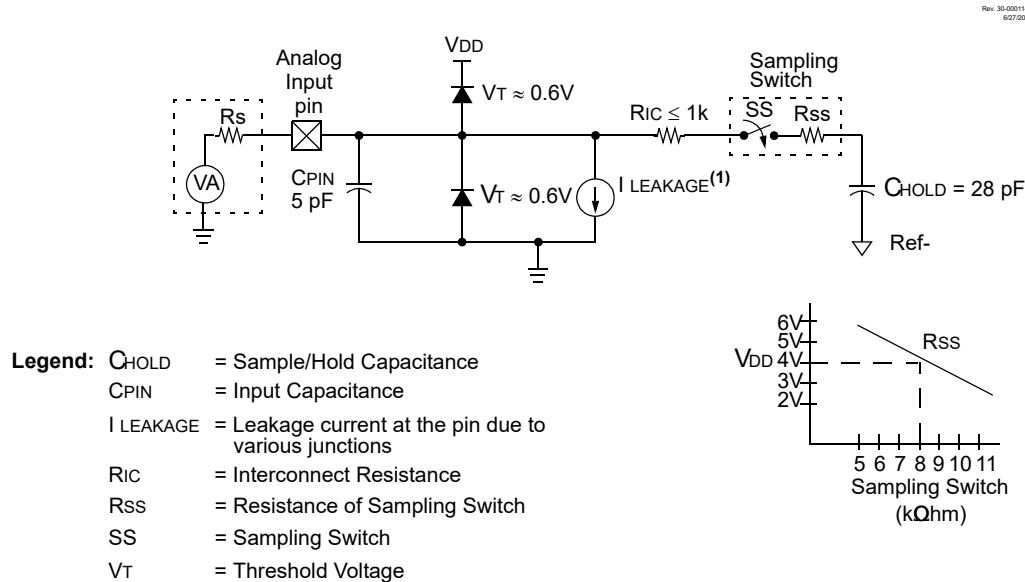 Rev. 30-00011
6/27/20
VDD
Analog
Input
pin
Sampling
Switch
VT ≈ 0.6V
RIC ≤ 1k
SS
RSS
Rs
VA
CPIN
5 pF
VT ≈ 0.6V
I LEAKAGE(1)
CHOLD = 28 pF
Ref-
6V
5V
RSS
VDD 4V
3V
2V
5 6 7 8 9 10 11
Sampling Switch
(kΩhm)
Legend: CHOLD = Sample/Hold Capacitance
CPIN = Input Capacitance
I LEAKAGE = Leakage current at the pin due to
various junctions
RIC = Interconnect Resistance
RSS = Resistance of Sampling Switch
SS = Sampling Switch
VT = Threshold Voltage